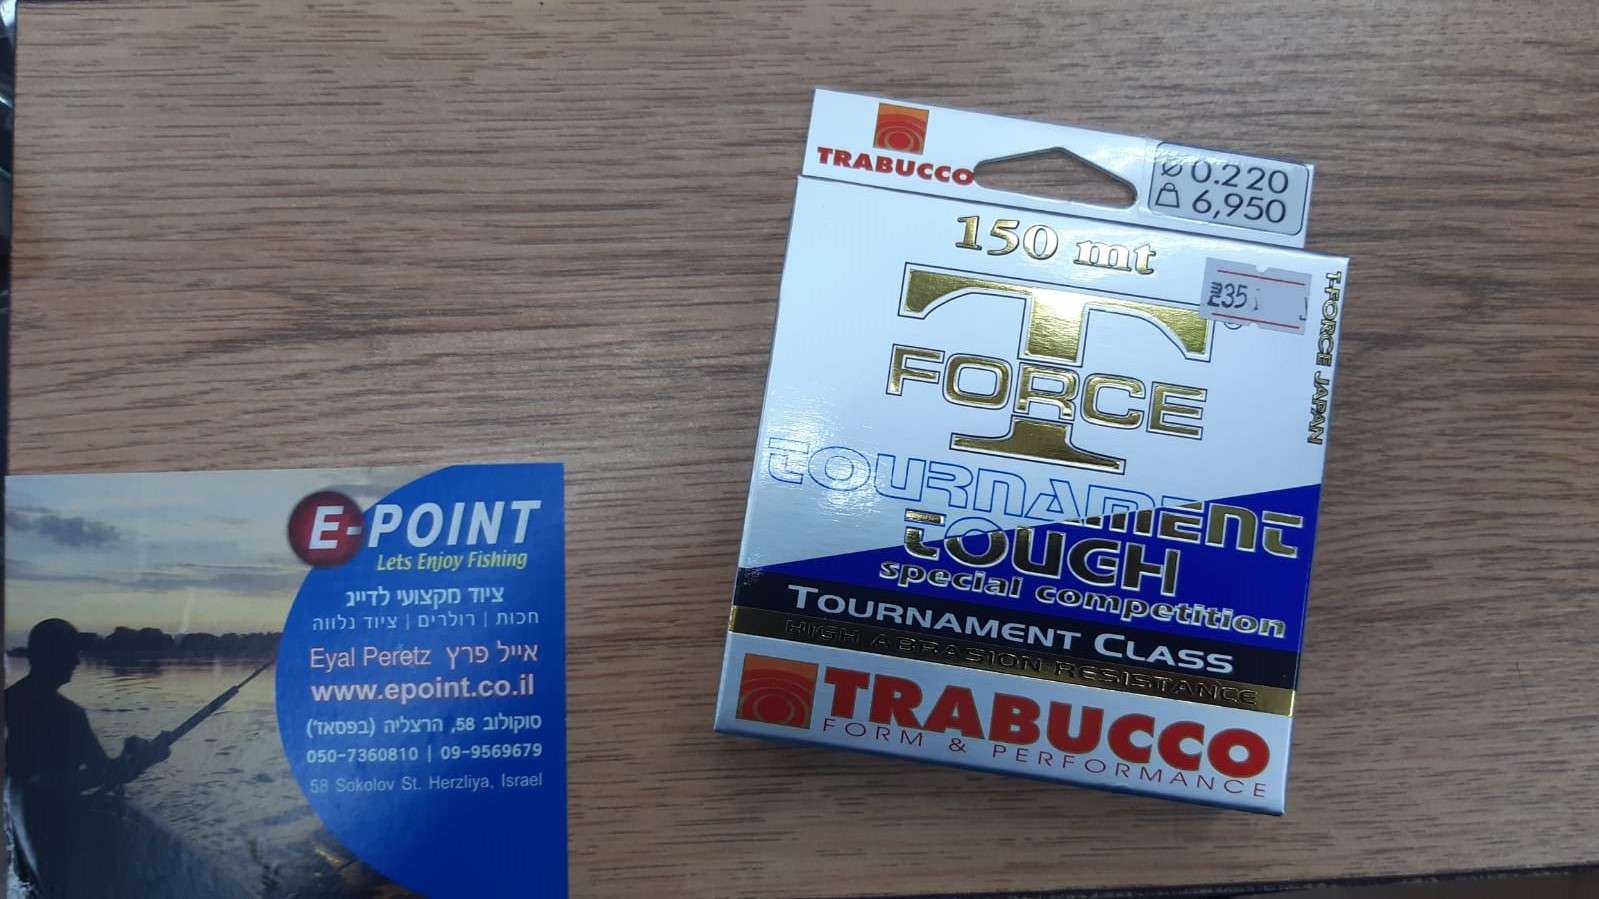 TRABUCCO
Ø 0.220
6,950
150 mt
T
FORCE
®
35
T-FORCE JAPAN
TOURNAMENT
TOUGH
special competition
TOURNAMENT CLASS
HIGH ABRASION RESISTANCE
TRABUCCO
FORM & PERFORMANCE
E-POINT
Lets Enjoy Fishing
ציוד מקצועי לדייג
חכות | רולרים | ציוד נלווה
אייל פרץ Eyal Peretz
www.epoint.co.il
סוקולוב 58, הרצליה (בפסאז')
050-7360810 | 09-9569679
58 Sokolov St. Herzliya, Israel